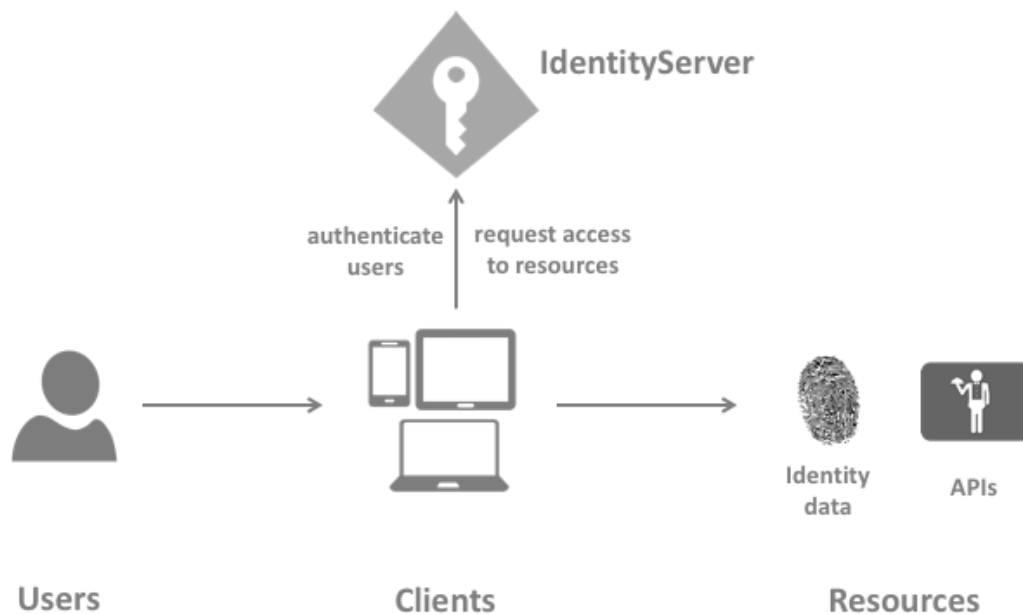 IdentityServer
authenticate
users
request access
to resources
Identity
data
APIs
Users
Clients
Resources